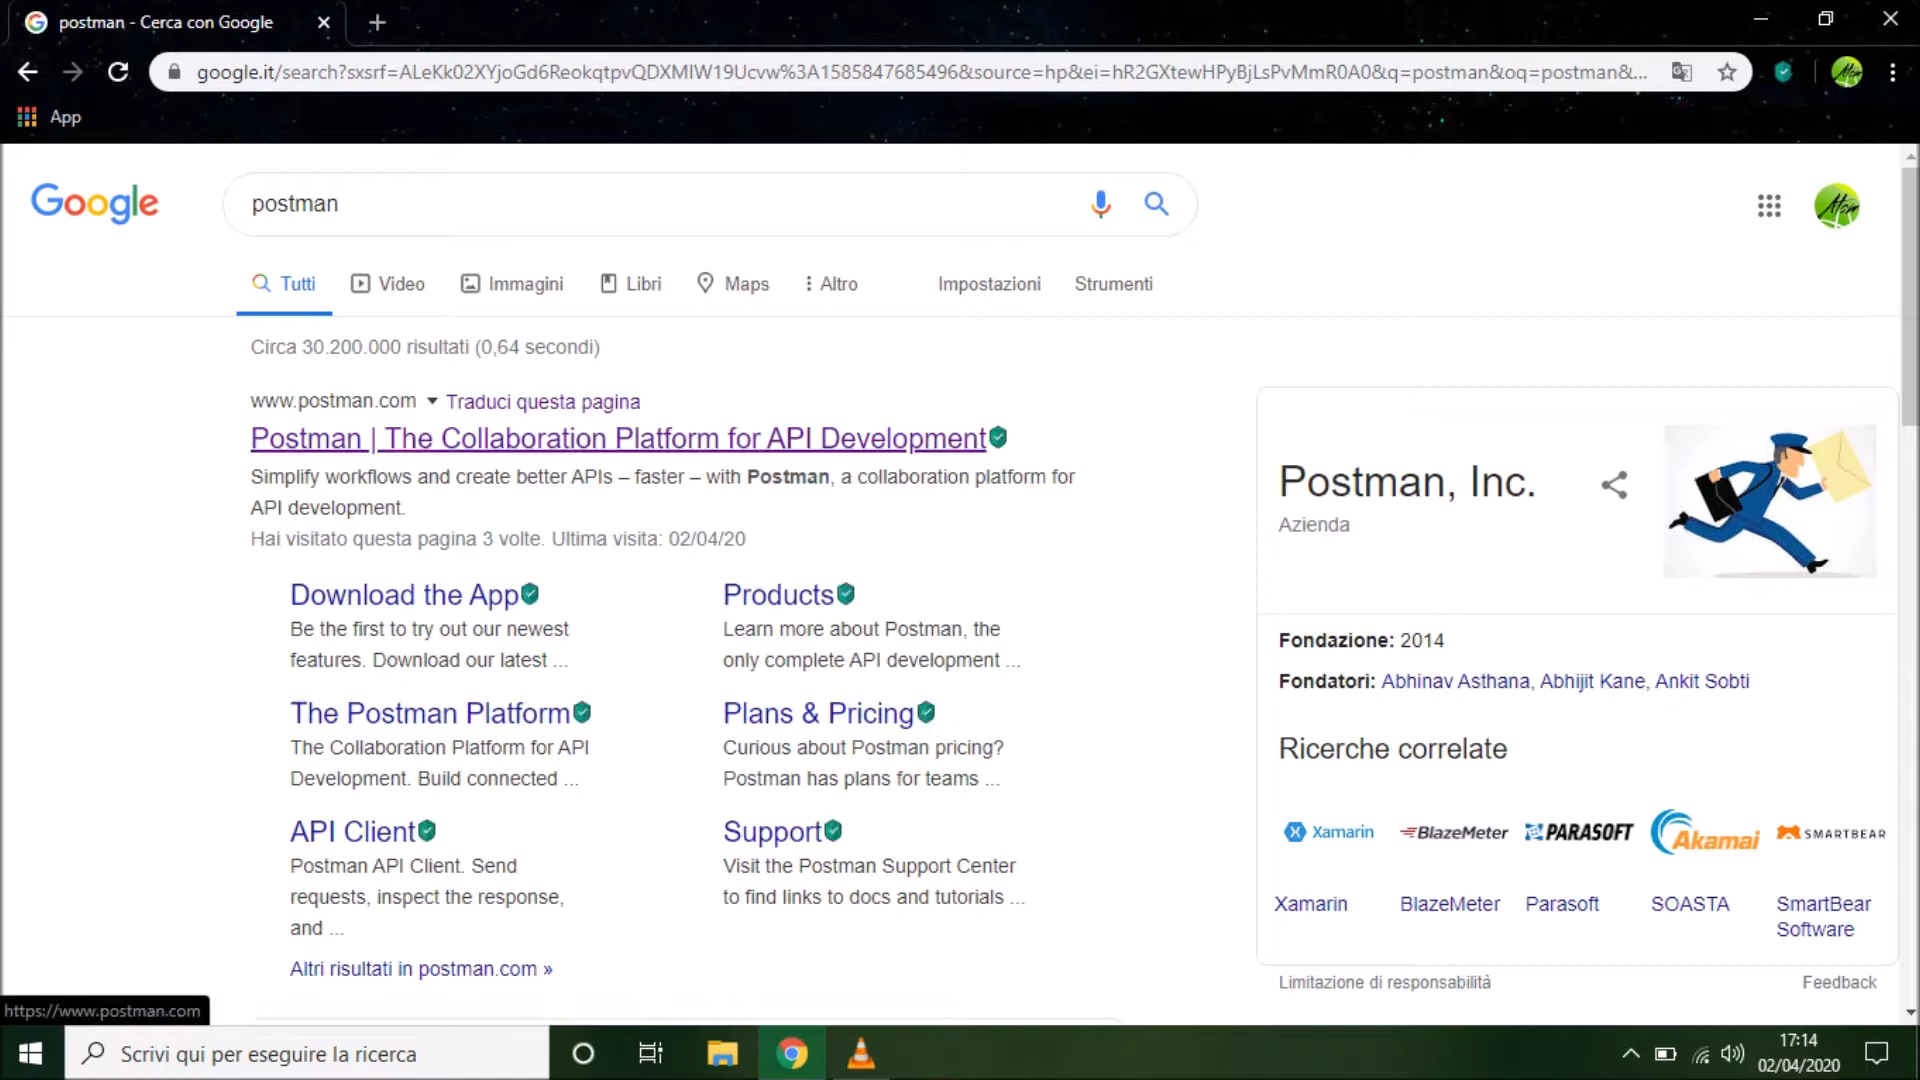 postman - Cerca con Google
google.it/search?sxsrf=ALeKk02XYjoGd6ReokqtpvQDXMIW19Ucvw%3A1585847685496&source=hp&ei=hR2GXtewHPyBjLsPvMmR0A0&q=postman&oq=postman&...
App
Google
postman
Tutti Video Immagini Libri Maps Altro Impostazioni Strumenti
Circa 30.200.000 risultati (0,64 secondi)
www.postman.com Traduci questa pagina
Postman | The Collaboration Platform for API Development
Simplify workflows and create better APIs – faster – with Postman, a collaboration platform for
API development.
Hai visitato questa pagina 3 volte. Ultima visita: 02/04/20
Download the App
Be the first to try out our newest
features. Download our latest ...
Products
Learn more about Postman, the
only complete API development ...
The Postman Platform
The Collaboration Platform for API
Development. Build connected ...
Plans & Pricing
Curious about Postman pricing?
Postman has plans for teams ...
API Client
Postman API Client. Send
requests, inspect the response,
and ...
Support
Visit the Postman Support Center
to find links to docs and tutorials ...
Altri risultati in postman.com »
Postman, Inc.
Azienda
Fondazione: 2014
Fondatori: Abhinav Asthana, Abhijit Kane, Ankit Sobti
Ricerche correlate
Xamarin BlazeMeter PARASOFT Akamai SMARTBEAR
Xamarin BlazeMeter Parasoft SOASTA SmartBear
Software
Limitazione di responsabilità Feedback
https://www.postman.com
Scrivi qui per eseguire la ricerca
17:14
02/04/2020